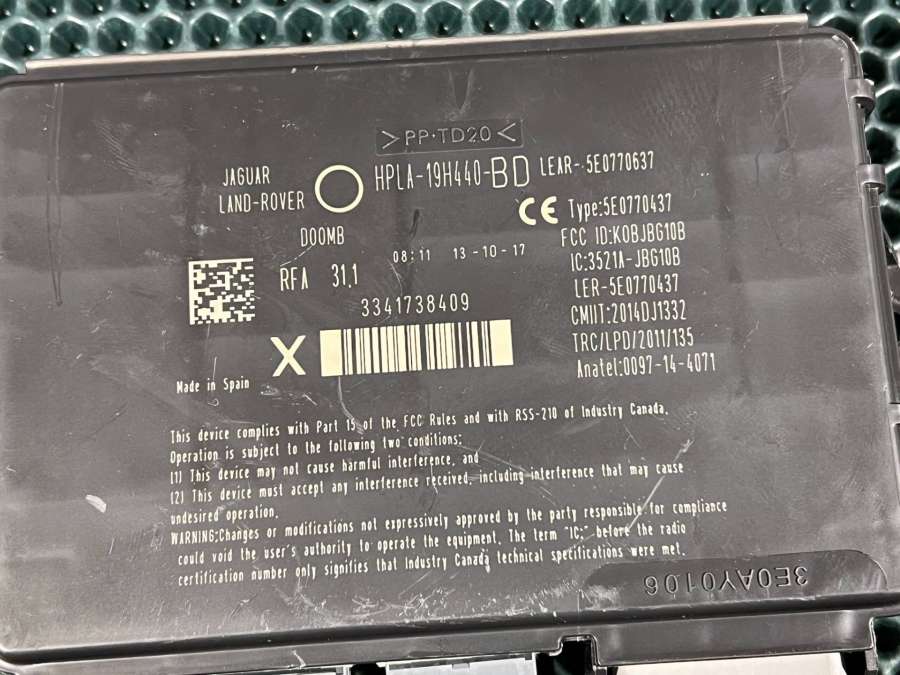 >PP-TD20<
JAGUAR
LAND-ROVER
HPLA-19H440-BD
LEAR-5E0770637
DOOMB
08:11 13-10-17
RFA 31.1
3341738409
X
Made in Spain
CE Type:5E0770437
FCC ID:KOBJBG10B
IC:3521A-JBG10B
LER-5E0770437
CMIIT:2014DJ1332
TRC/LPD/2011/135
Anatel:0097-14-4071
This device complies with Part 15 of the FCC Rules and with RSS-210 of Industry Canada.
Operation is subject to the following two conditions:
(1) This device may not cause harmful interference, and
(2) This device must accept any interference received, including interference that may cause
undesired operation.
WARNING:Changes or modifications not expressively approved by the party responsible for compliance
could void the user's authority to operate the equipment. The term "IC:" before the radio
certification number only signifies that Industry Canada technical specifications were met.
3E0AY0106